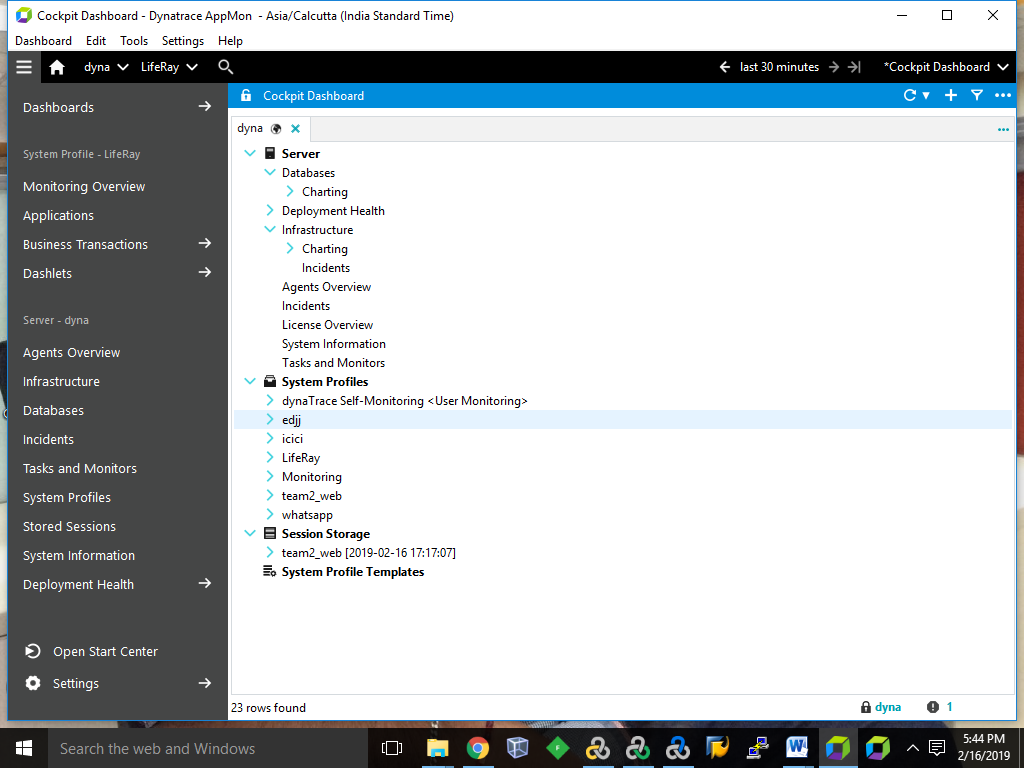 Cockpit Dashboard - Dynatrace AppMon - Asia/Calcutta (India Standard Time)
Dashboard Edit Tools Settings Help
dyna LifeRay last 30 minutes *Cockpit Dashboard
Cockpit Dashboard
Dashboards
System Profile - LifeRay
Monitoring Overview
Applications
Business Transactions
Dashlets
Server - dyna
Agents Overview
Infrastructure
Databases
Incidents
Tasks and Monitors
System Profiles
Stored Sessions
System Information
Deployment Health
Open Start Center
Settings
dyna
Server
Databases
Charting
Deployment Health
Infrastructure
Charting
Incidents
Agents Overview
Incidents
License Overview
System Information
Tasks and Monitors
System Profiles
dynaTrace Self-Monitoring <User Monitoring>
edjj
icici
LifeRay
Monitoring
team2_web
whatsapp
Session Storage
team2_web [2019-02-16 17:17:07]
System Profile Templates
23 rows found dyna 1
Search the web and Windows
5:44 PM
2/16/2019